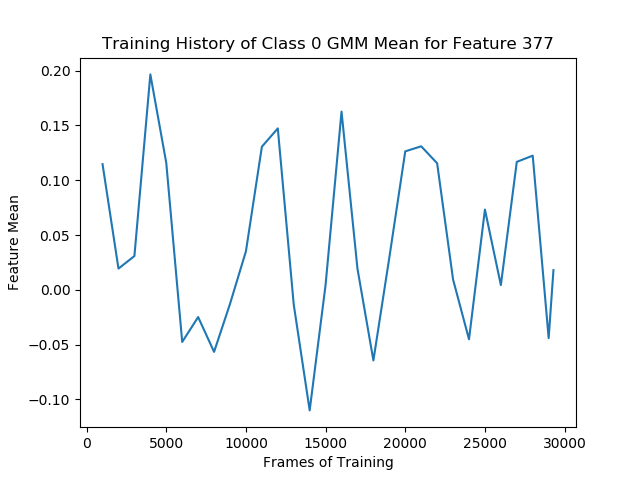 Training History of Class 0 GMM Mean for Feature 377
0.20
0.15
0.10
0.05
0.00
−0.05
−0.10
Feature Mean
0 5000 10000 15000 20000 25000 30000
Frames of Training